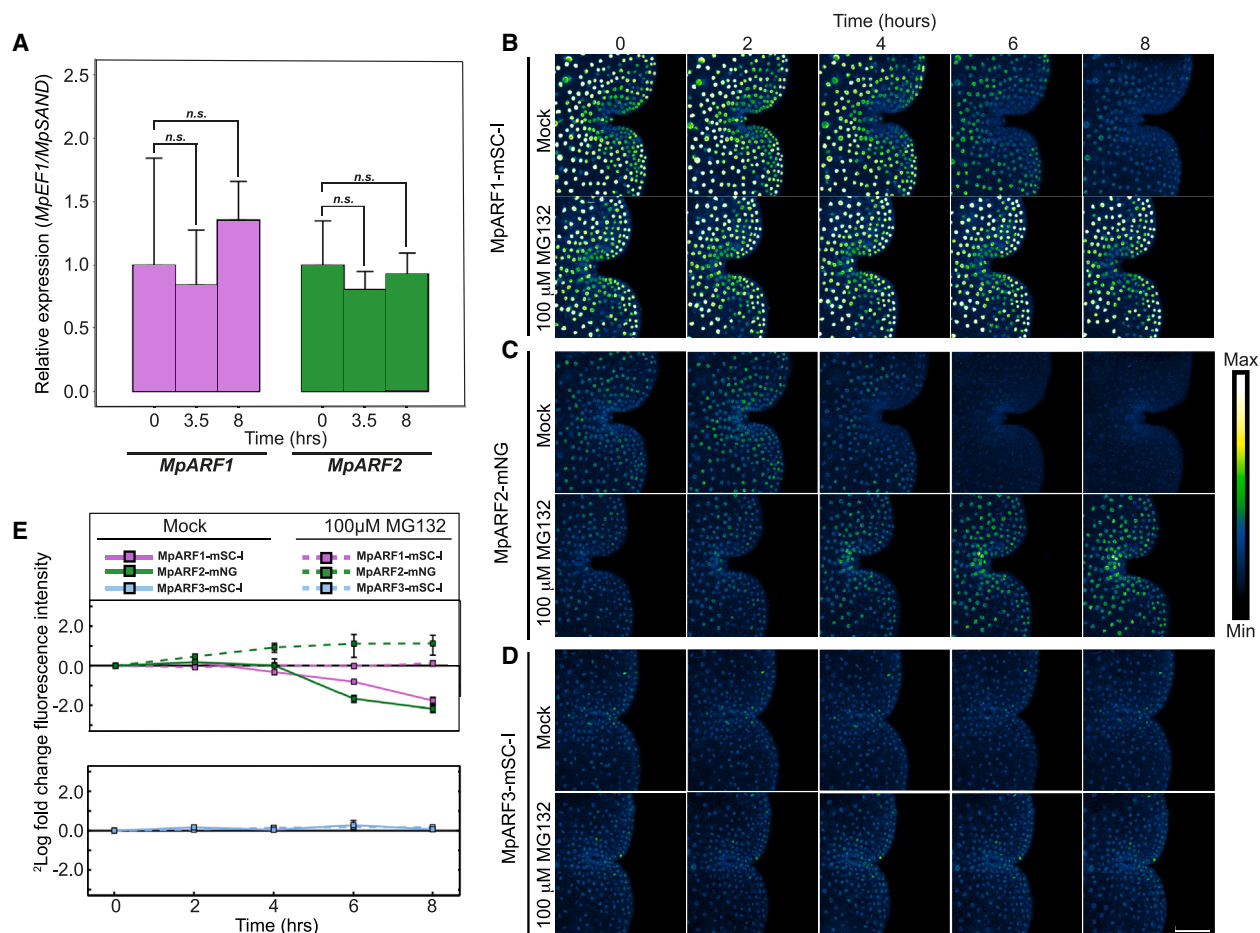 A
Relative expression (MpEF1/MpSAND)
2.5
2.0
1.5
1.0
0.5
0.0
n.s.
n.s.
n.s.
n.s.
0 3.5 8 0 3.5 8
Time (hrs)
MpARF1 MpARF2
B
Time (hours)
0 2 4 6 8
MpARF1-mSC-I
Mock
100 µM MG132
C
MpARF2-mNG
Mock
100 µM MG132
Max
Min
D
MpARF3-mSC-I
Mock
100 µM MG132
E
Mock 100µM MG132
MpARF1-mSC-I MpARF1-mSC-I
MpARF2-mNG MpARF2-mNG
MpARF3-mSC-I MpARF3-mSC-I
²Log fold change fluorescence intensity
2.0
0.0
-2.0
2.0
0.0
-2.0
0 2 4 6 8
Time (hrs)